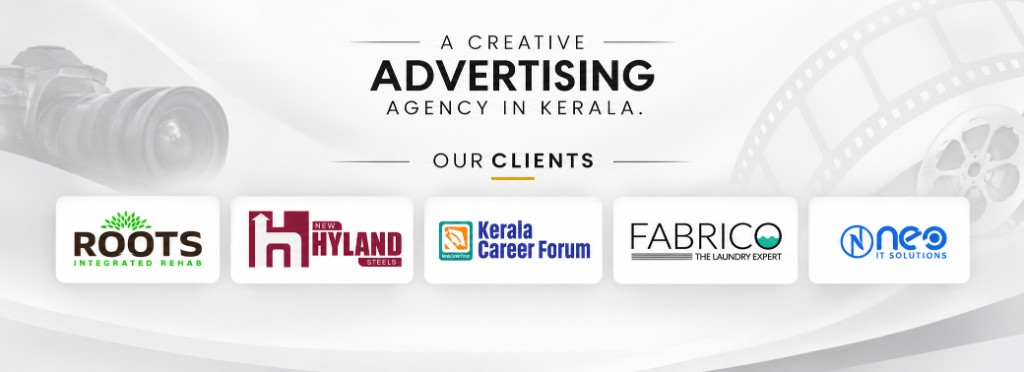 A CREATIVE
ADVERTISING
AGENCY IN KERALA.
OUR CLIENTS
ROOTS
INTEGRATED REHAB
NEW
HYLAND
STEELS
Kerala
Career Forum
FABRICO
THE LAUNDRY EXPERT
neo
IT SOLUTIONS